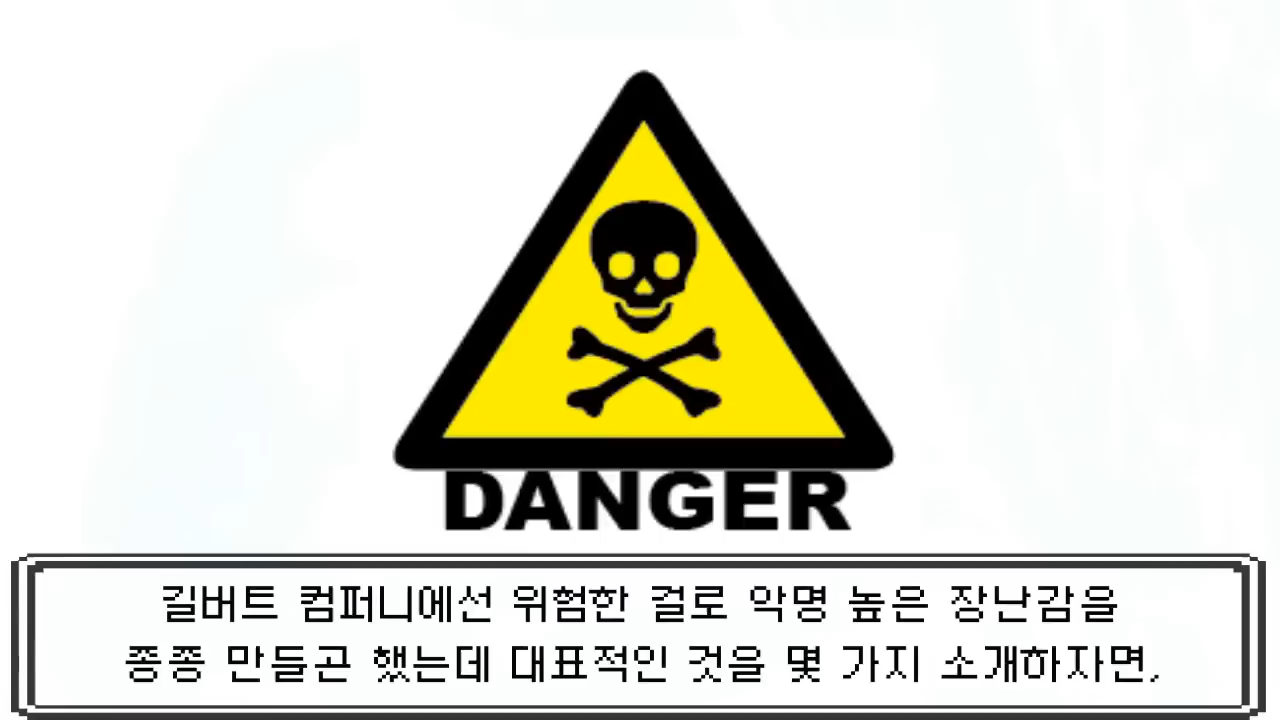 DANGER
길버트 컴퍼니에선 위험한 걸로 악명 높은 장난감을
종종 만들곤 했는데 대표적인 것을 몇 가지 소개하자면,